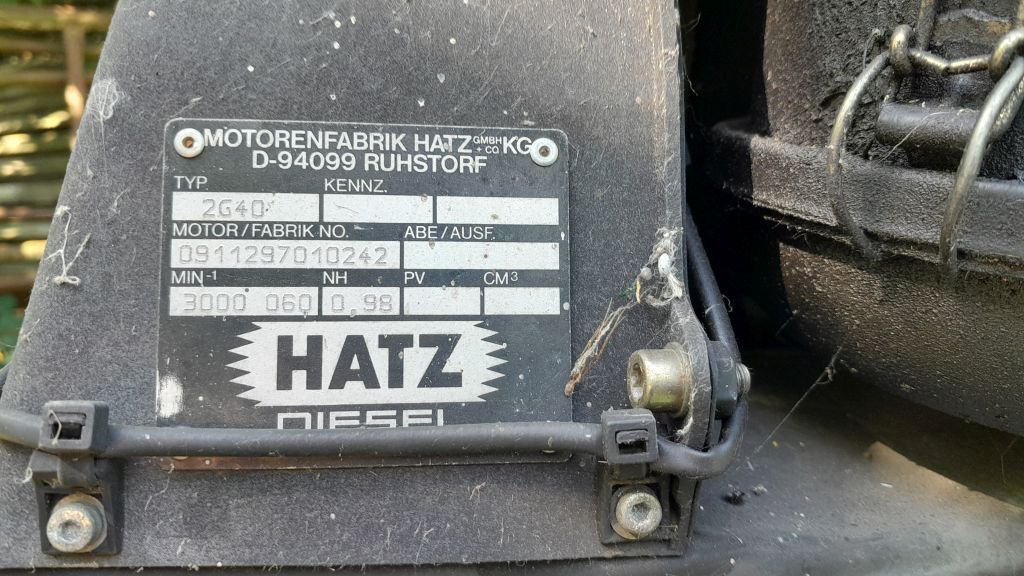 MOTORENFABRIK HATZ GMBH + CO KG
D-94099 RUHSTORF
TYP KENNZ.
2G40
MOTOR/FABRIK NO. ABE/AUSF.
0911297010242
MIN-1 NH PV CM3
3000 060 0,98
HATZ
DIESEL